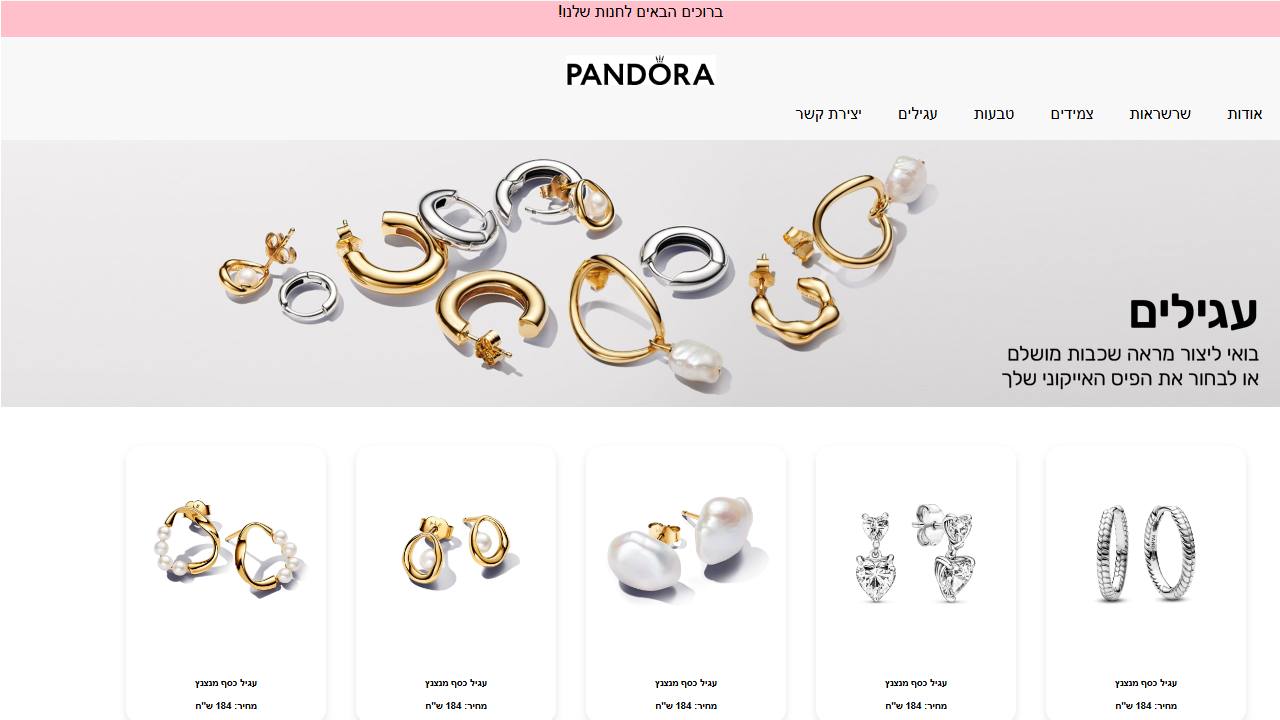 ברוכים הבאים לחנות שלנו!
PANDORA
אודות שרשראות צמידים טבעות עגילים יצירת קשר
עגילים
בואי ליצור מראה שכבות מושלם
או לבחור את הפיס האייקוני שלך
עגיל כסף מנצנץ
מחיר: 184 ש"ח
עגיל כסף מנצנץ
מחיר: 184 ש"ח
עגיל כסף מנצנץ
מחיר: 184 ש"ח
עגיל כסף מנצנץ
מחיר: 184 ש"ח
עגיל כסף מנצנץ
מחיר: 184 ש"ח